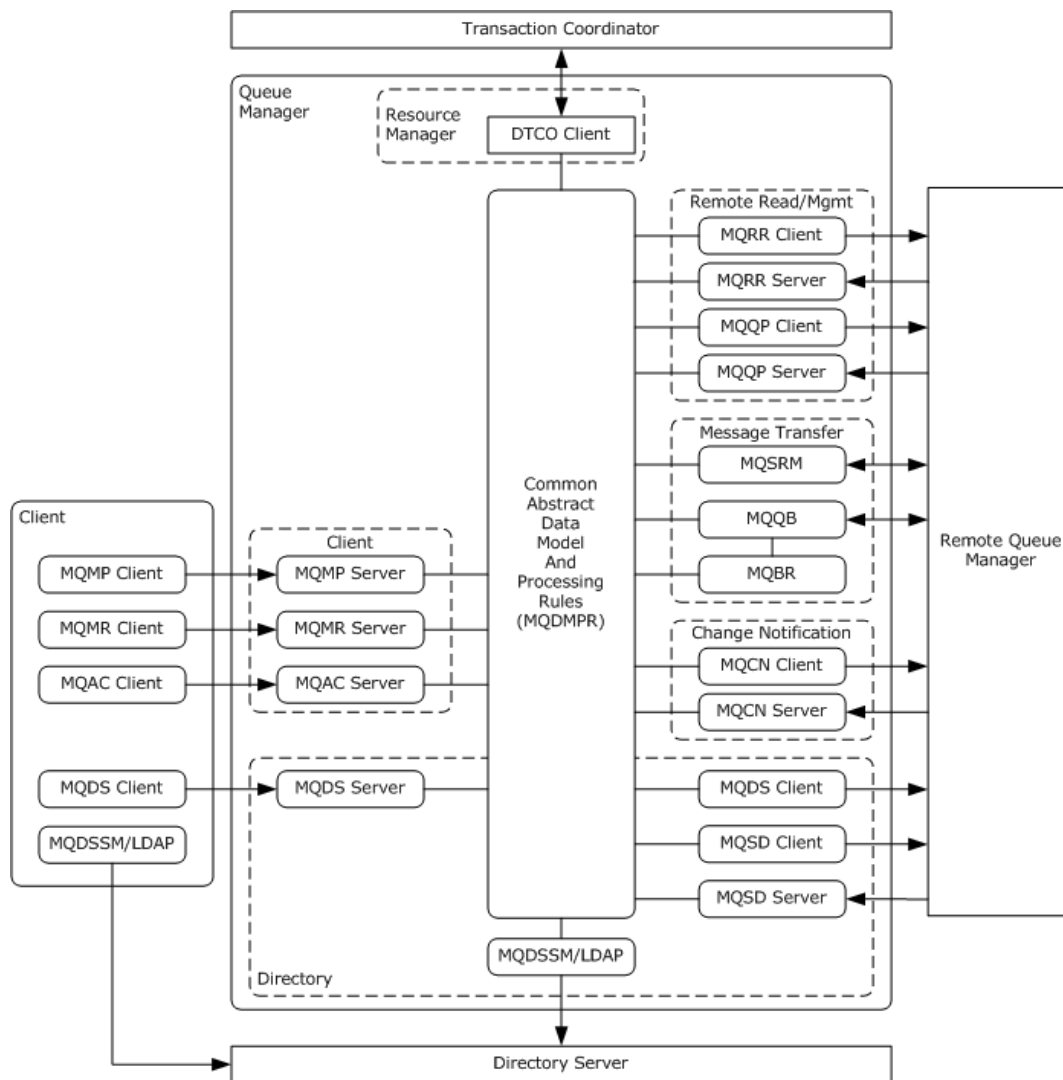 Transaction Coordinator
Queue
Manager
Resource
Manager
DTCO Client
Remote Read/Mgmt
MQRR Client
MQRR Server
MQQP Client
MQQP Server
Message Transfer
MQSRM
MQQB
MQBR
Change Notification
MQCN Client
MQCN Server
Common
Abstract
Data
Model
And
Processing
Rules
(MQDMPR)
Remote Queue
Manager
Client
MQMP Client
MQMR Client
MQAC Client
MQDS Client
MQDSSM/LDAP
Client
MQMP Server
MQMR Server
MQAC Server
MQDS Server
MQDS Client
MQSD Client
MQSD Server
MQDSSM/LDAP
Directory
Directory Server